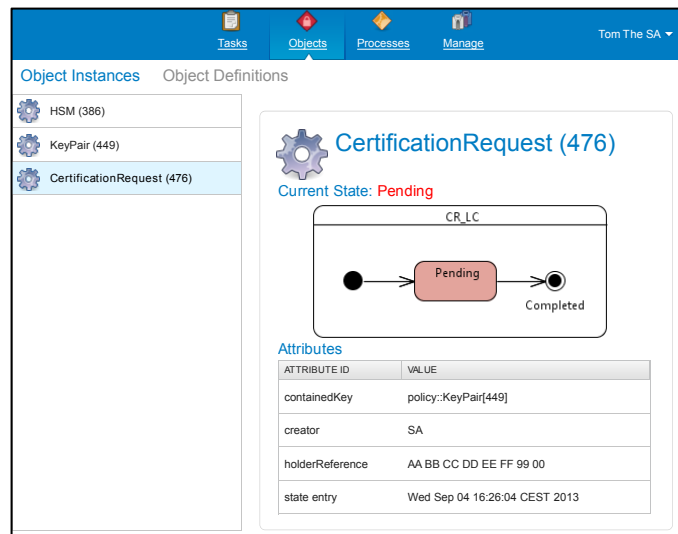 Tasks Objects Processes Manage Tom The SA
Object Instances Object Definitions
HSM (386)
KeyPair (449)
CertificationRequest (476)
CertificationRequest (476)
Current State: Pending
CR_LC
Pending
Completed
Attributes
ATTRIBUTE ID VALUE
containedKey policy::KeyPair[449]
creator SA
holderReference AA BB CC DD EE FF 99 00
state entry Wed Sep 04 16:26:04 CEST 2013